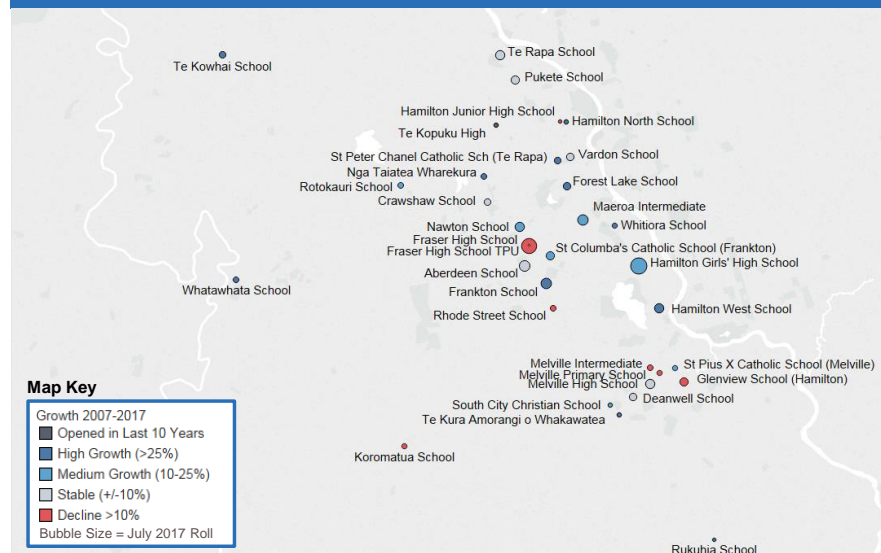 Te Rapa School
Te Kowhai School
Pukete School
Hamilton Junior High School
Hamilton North School
Te Kopuku High
St Peter Chanel Catholic Sch (Te Rapa)
Vardon School
Nga Taiatea Wharekura
Rotokauri School
Forest Lake School
Crawshaw School
Maeroa Intermediate
Nawton School
Whitiora School
Fraser High School
Fraser High School TPU
St Columba's Catholic School (Frankton)
Hamilton Girls' High School
Aberdeen School
Whatawhata School
Frankton School
Rhode Street School
Hamilton West School
Melville Intermediate
St Pius X Catholic School (Melville)
Melville Primary School
Glenview School (Hamilton)
Melville High School
Deanwell School
South City Christian School
Te Kura Amorangi o Whakawatea
Koromatua School
Rukuhia School
Map Key
Growth 2007-2017
Opened in Last 10 Years
High Growth (>25%)
Medium Growth (10-25%)
Stable (+/-10%)
Decline >10%
Bubble Size = July 2017 Roll